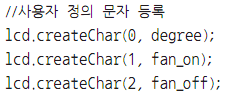 //사용자 정의 문자 등록
lcd.createChar(0, degree);
lcd.createChar(1, fan_on);
lcd.createChar(2, fan_off);